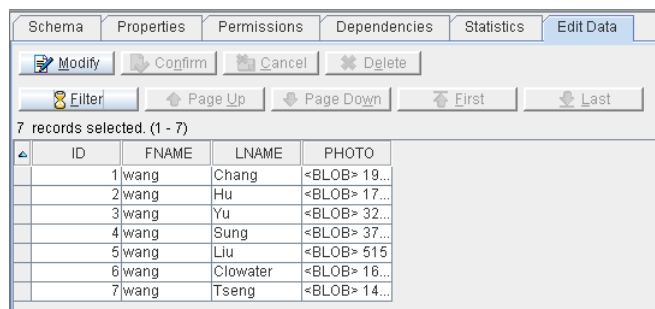 Schema Properties Permissions Dependencies Statistics Edit Data
Modify Confirm Cancel Delete
Filter Page Up Page Down First Last
7 records selected. (1 - 7)
ID FNAME LNAME PHOTO
1 wang Chang <BLOB> 19...
2 wang Hu <BLOB> 17...
3 wang Yu <BLOB> 32...
4 wang Sung <BLOB> 37...
5 wang Liu <BLOB> 515
6 wang Clowater <BLOB> 16...
7 wang Tseng <BLOB> 14...